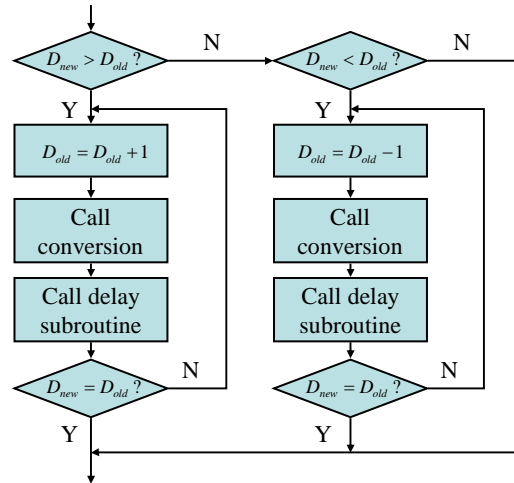 D_new > D_old ?
N
D_new < D_old ?
N
Y
Y
D_old = D_old +1
D_old = D_old −1
Call
conversion
Call
conversion
Call delay
subroutine
Call delay
subroutine
D_new = D_old ?
N
D_new = D_old ?
N
Y
Y